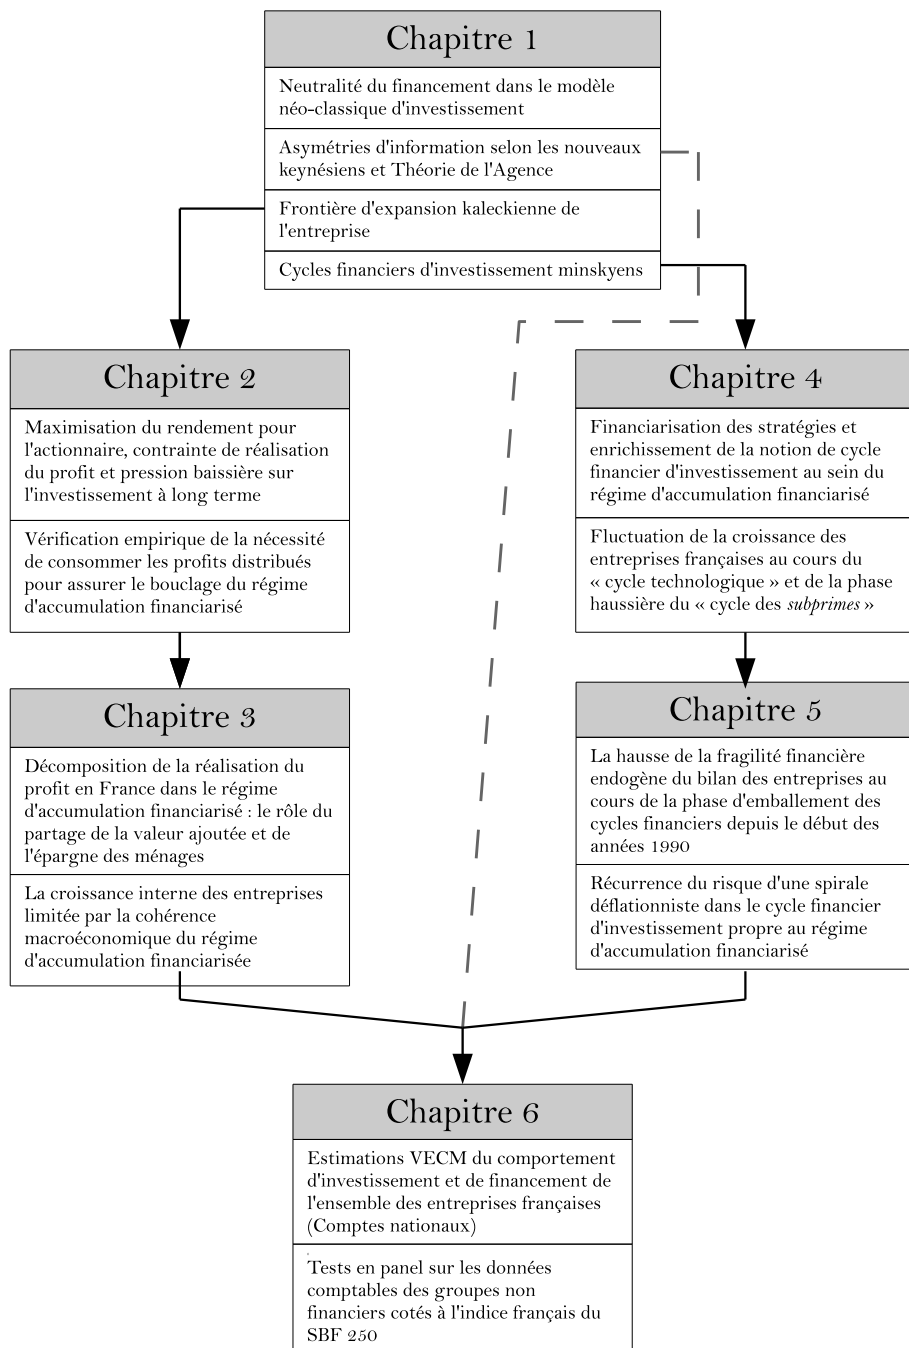 Chapitre 1
Neutralité du financement dans le modèle
néo-classique d'investissement
Asymétries d'information selon les nouveaux
keynésiens et Théorie de l'Agence
Frontière d'expansion kaleckienne de
l'entreprise
Cycles financiers d'investissement minskyens
Chapitre 2
Maximisation du rendement pour
l'actionnaire, contrainte de réalisation
du profit et pression baissière sur
l'investissement à long terme
Vérification empirique de la nécessité
de consommer les profits distribués
pour assurer le bouclage du régime
d'accumulation financiarisé
Chapitre 4
Financiarisation des stratégies et
enrichissement de la notion de cycle
financier d'investissement au sein du
régime d'accumulation financiarisé
Fluctuation de la croissance des
entreprises françaises au cours du
« cycle technologique » et de la phase
haussière du « cycle des subprimes »
Chapitre 3
Décomposition de la réalisation du
profit en France dans le régime
d'accumulation financiarisé : le rôle du
partage de la valeur ajoutée et de
l'épargne des ménages
La croissance interne des entreprises
limitée par la cohérence
macroéconomique du régime
d'accumulation financiarisée
Chapitre 5
La hausse de la fragilité financière
endogène du bilan des entreprises au
cours de la phase d'emballement des
cycles financiers depuis le début des
années 1990
Récurrence du risque d'une spirale
déflationniste dans le cycle financier
d'investissement propre au régime
d'accumulation financiarisé
Chapitre 6
Estimations VECM du comportement
d'investissement et de financement de
l'ensemble des entreprises françaises
(Comptes nationaux)
Tests en panel sur les données
comptables des groupes non
financiers cotés à l'indice français du
SBF 250